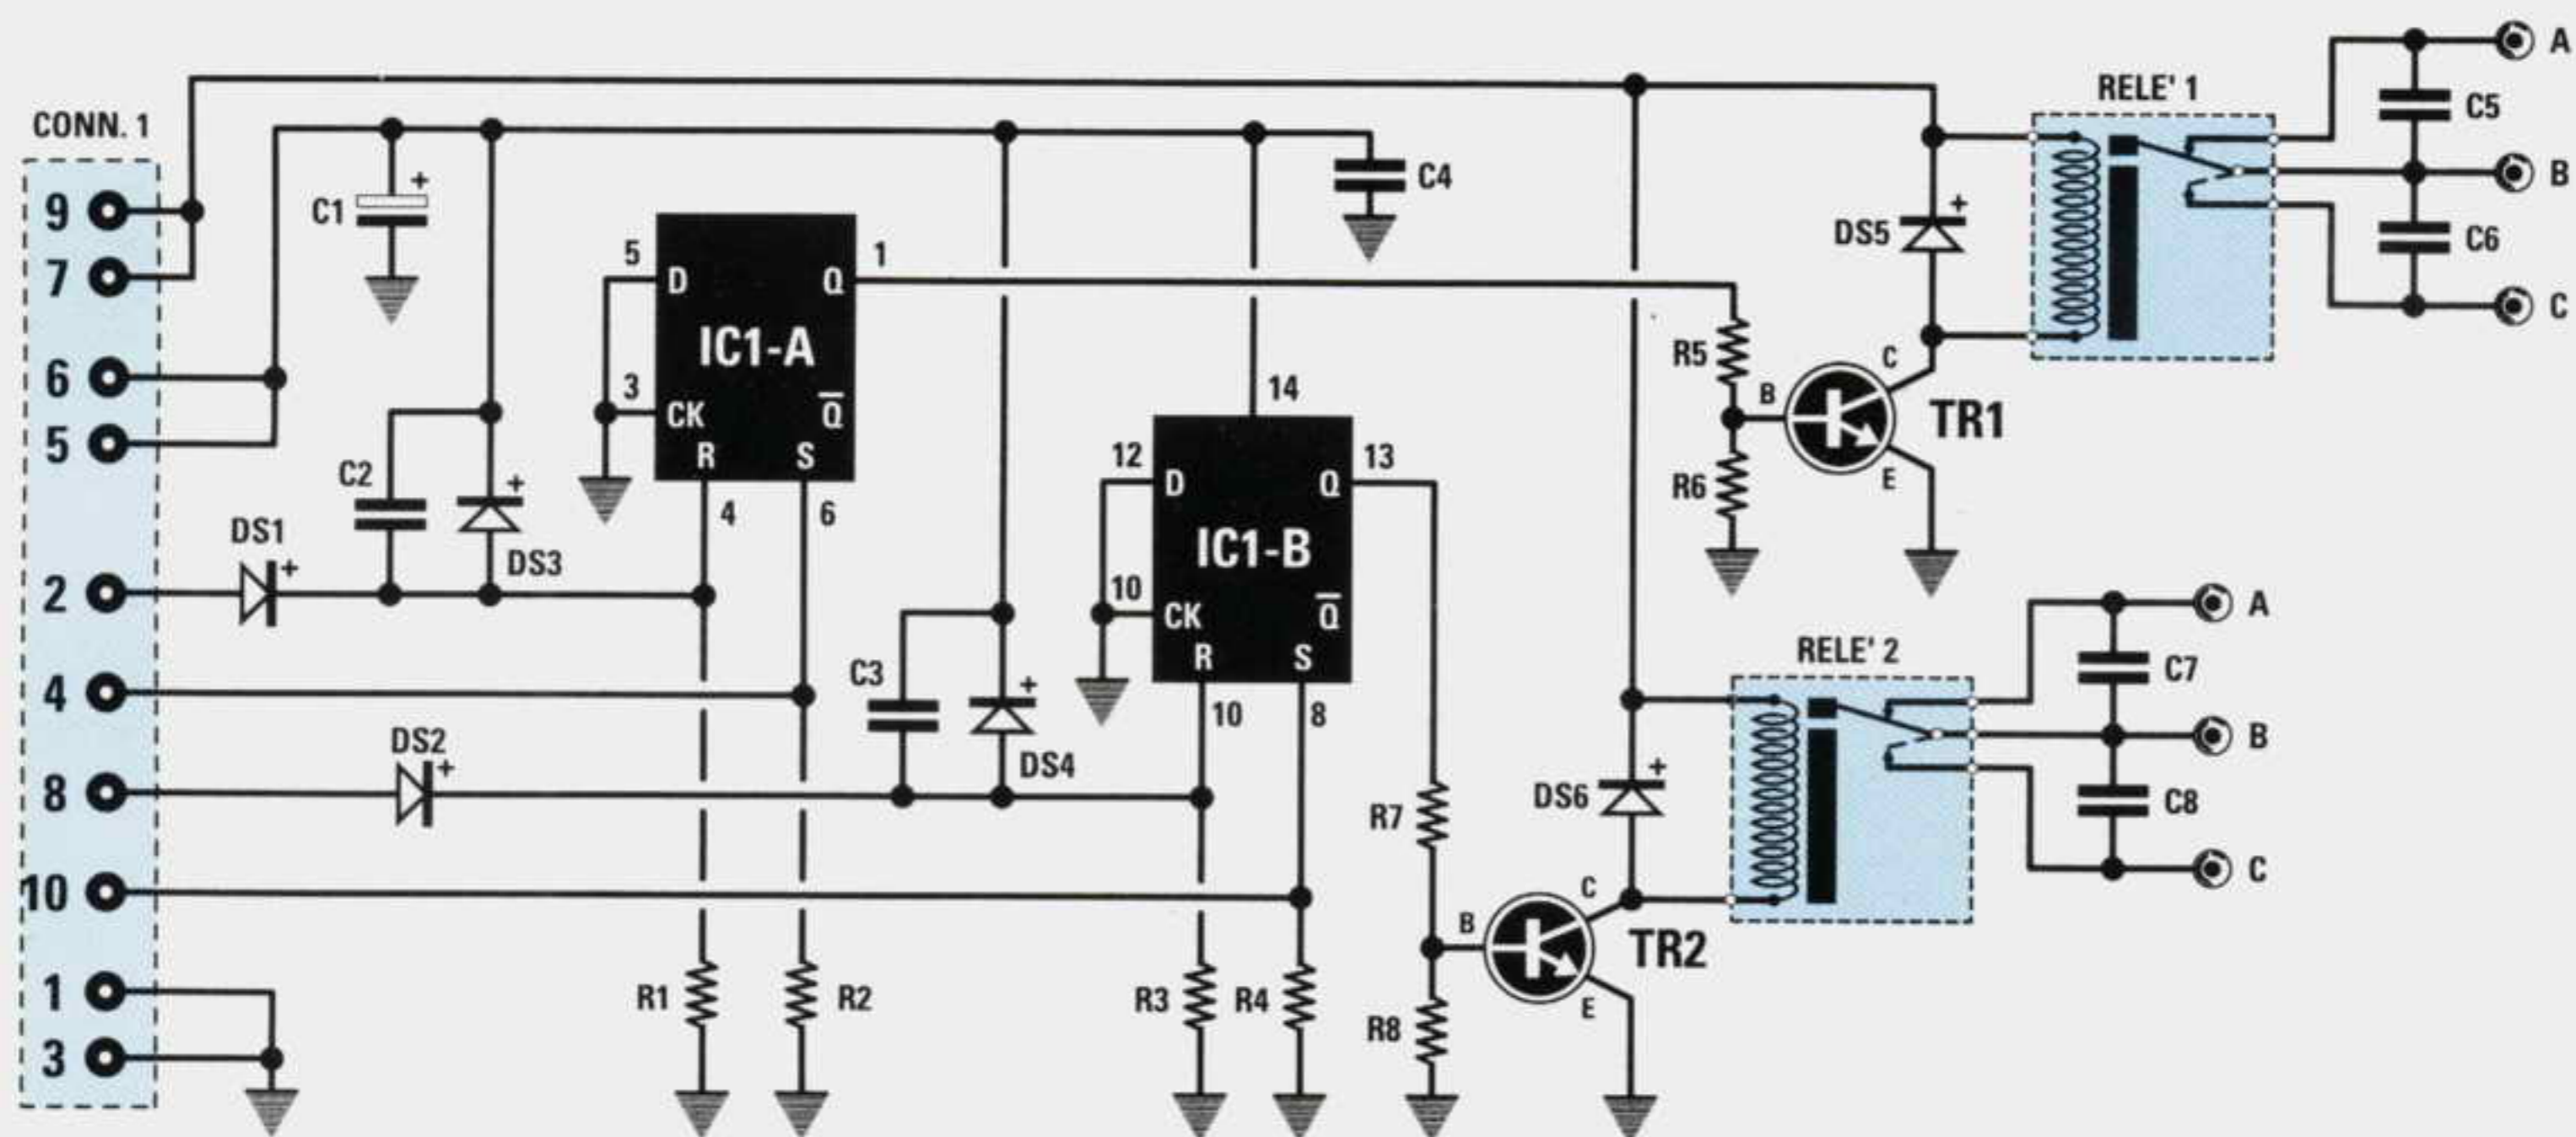 CONN. 1
9
7
6
5
2
4
8
10
1
3
C1
+
C2
DS1
+
DS3
+
5
D
Q
1
IC1-A
3
CK
Q̅
R
S
4
6
C4
DS2
+
C3
DS4
+
14
12
D
Q
13
IC1-B
10
CK
Q̅
R
S
10
8
R1
R2
R3
R4
R5
R6
R7
R8
B
C
E
TR1
DS5
+
RELE' 1
A
C5
B
C6
C
DS6
+
B
C
E
TR2
RELE' 2
A
C7
B
C8
C